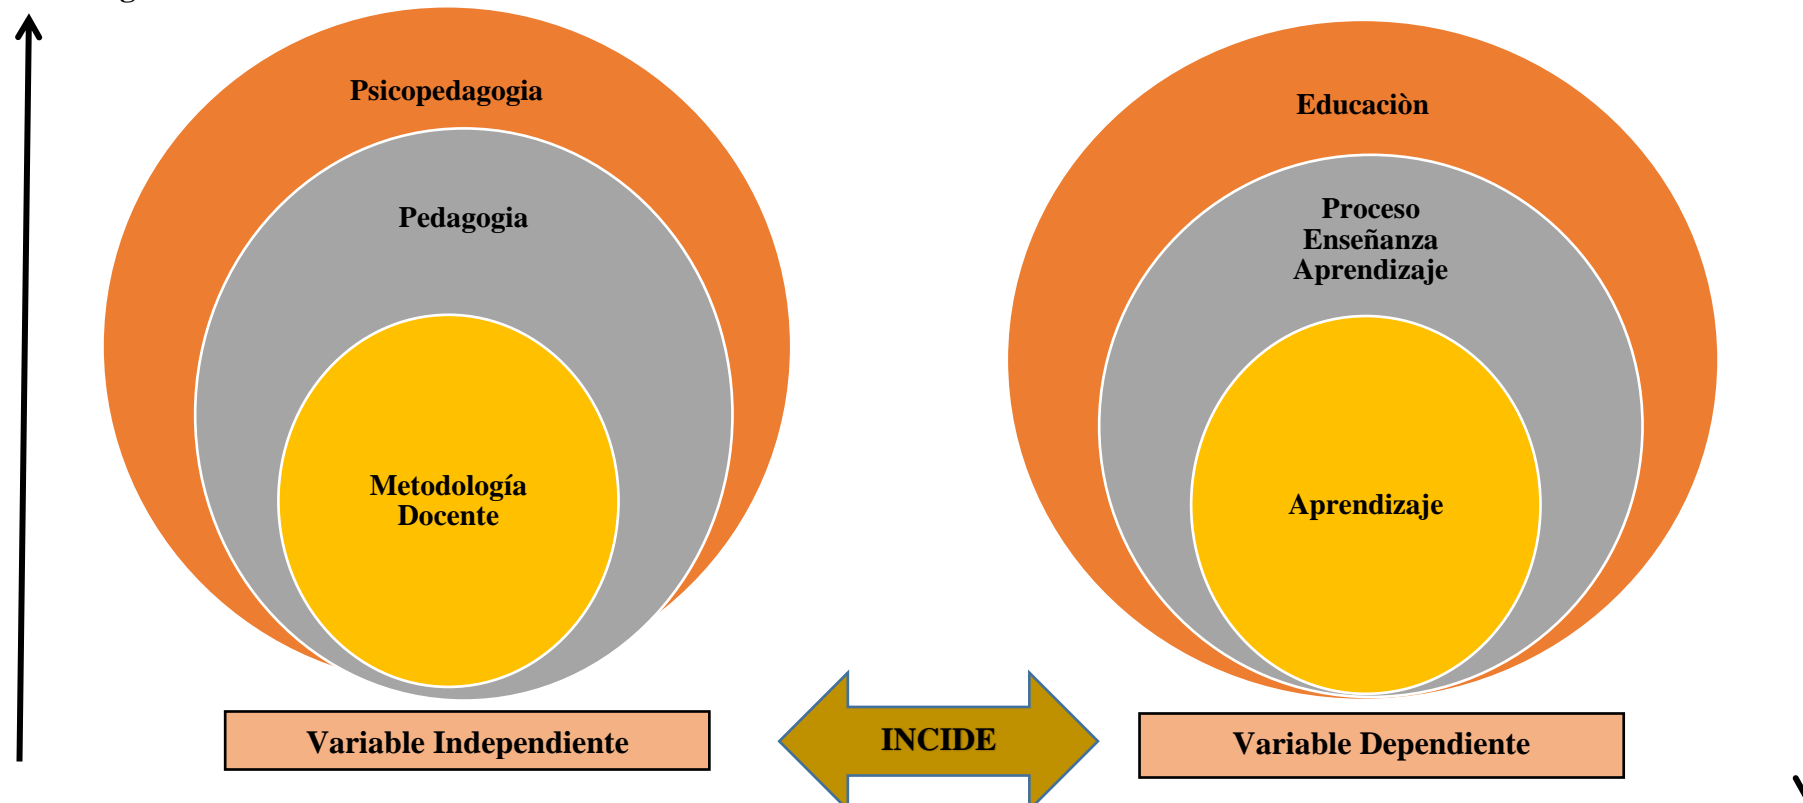 Psicopedagogia
Pedagogia
Metodología
Docente
Variable Independiente
INCIDE
Educaciòn
Proceso
Enseñanza
Aprendizaje
Aprendizaje
Variable Dependiente